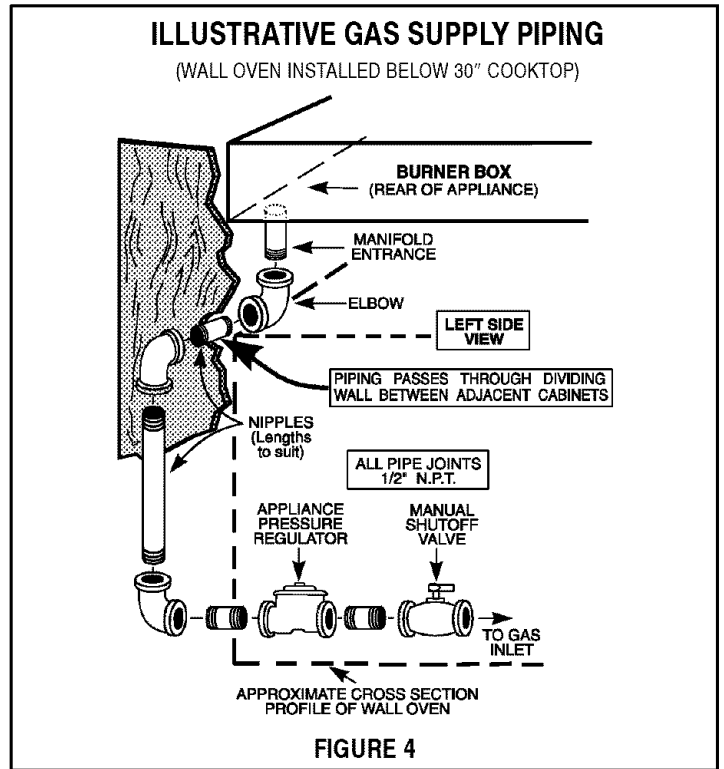 ILLUSTRATIVE GAS SUPPLY PIPING
(WALL OVEN INSTALLED BELOW 30" COOKTOP)
BURNER BOX
(REAR OF APPLIANCE)
MANIFOLD
ENTRANCE
ELBOW
LEFT SIDE
VIEW
PIPING PASSES THROUGH DIVIDING
WALL BETWEEN ADJACENT CABINETS
NIPPLES
(Lengths
to suit)
ALL PIPE JOINTS
1/2" N.P.T.
APPLIANCE
PRESSURE
REGULATOR
MANUAL
SHUTOFF
VALVE
TO GAS
INLET
APPROXIMATE CROSS SECTION
PROFILE OF WALL OVEN
FIGURE 4